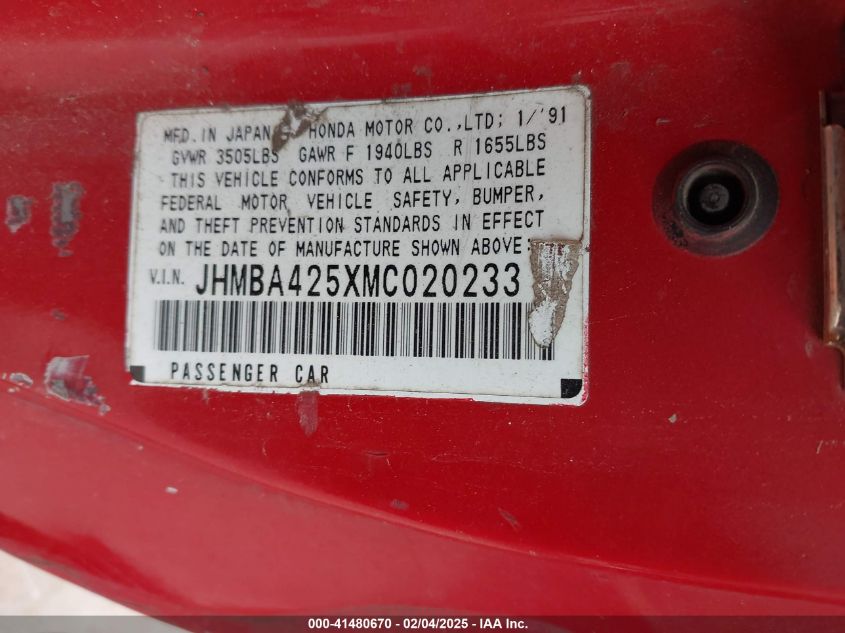 MFD. IN JAPAN HONDA MOTOR CO.,LTD; 1/'91
GVWR 3505LBS GAWR F 1940LBS R 1655LBS
THIS VEHICLE CONFORMS TO ALL APPLICABLE
FEDERAL MOTOR VEHICLE SAFETY, BUMPER,
AND THEFT PREVENTION STANDARDS IN EFFECT
ON THE DATE OF MANUFACTURE SHOWN ABOVE:
V.I.N. JHMBA425XMC020233
PASSENGER CAR
000-41480670 - 02/04/2025 - IAA Inc.